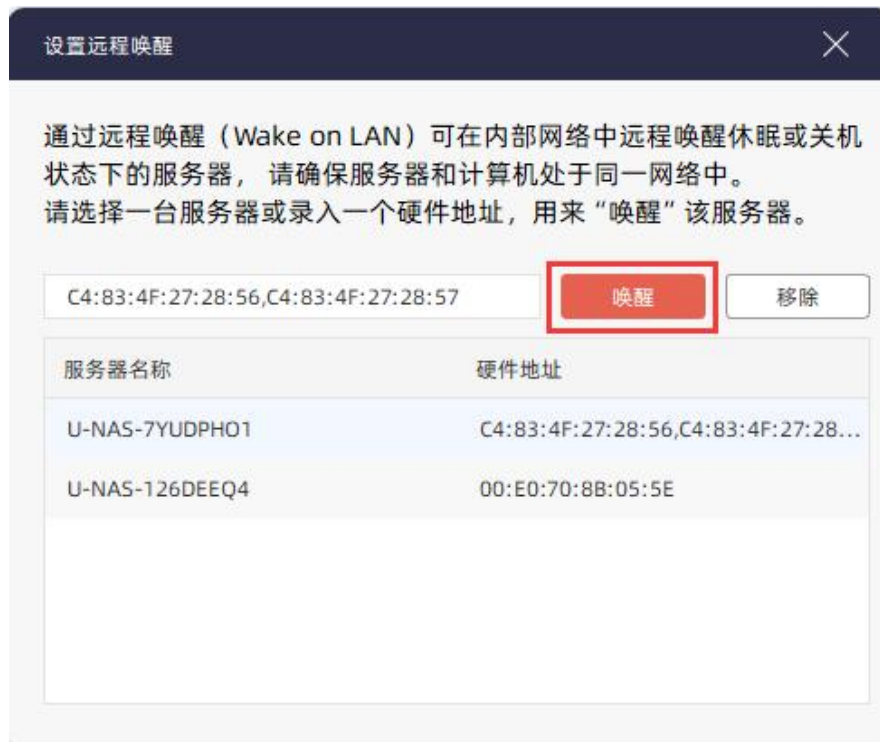 设置远程唤醒
通过远程唤醒（Wake on LAN）可在内部网络中远程唤醒休眠或关机
状态下的服务器， 请确保服务器和计算机处于同一网络中。
请选择一台服务器或录入一个硬件地址，用来“唤醒”该服务器。
C4:83:4F:27:28:56,C4:83:4F:27:28:57 唤醒 移除
服务器名称 硬件地址
U-NAS-7YUDPHO1 C4:83:4F:27:28:56,C4:83:4F:27:28...
U-NAS-126DEEQ4 00:E0:70:8B:05:5E